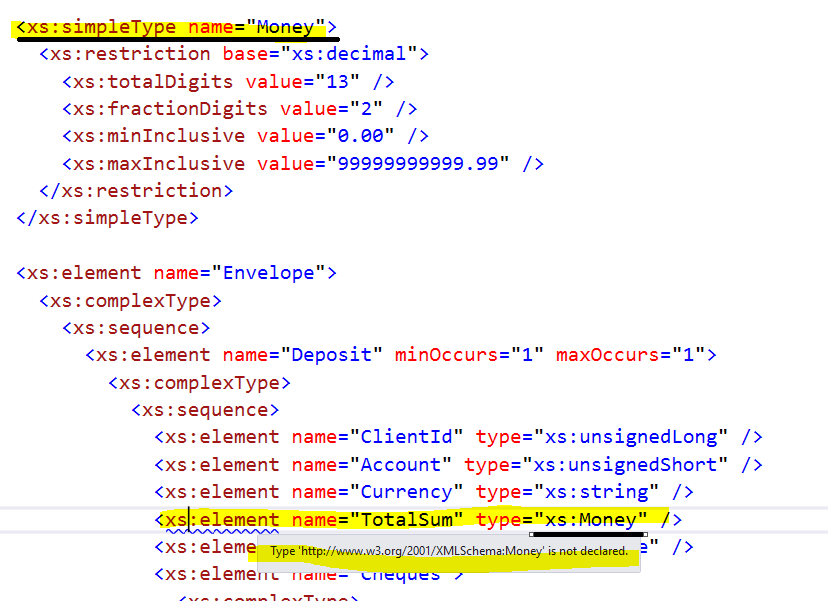 <xs:simpleType name="Money">
<xs:restriction base="xs:decimal">
<xs:totalDigits value="13" />
<xs:fractionDigits value="2" />
<xs:minInclusive value="0.00" />
<xs:maxInclusive value="99999999999.99" />
</xs:restriction>
</xs:simpleType>
<xs:element name="Envelope">
<xs:complexType>
<xs:sequence>
<xs:element name="Deposit" minOccurs="1" maxOccurs="1">
<xs:complexType>
<xs:sequence>
<xs:element name="ClientId" type="xs:unsignedLong" />
<xs:element name="Account" type="xs:unsignedShort" />
<xs:element name="Currency" type="xs:string" />
<xs:element name="TotalSum" type="xs:Money" />
<xs:eleme e" />
Type 'http://www.w3.org/2001/XMLSchema:Money' is not declared.
<xs:element name="Cheques">
<xs:complexType>